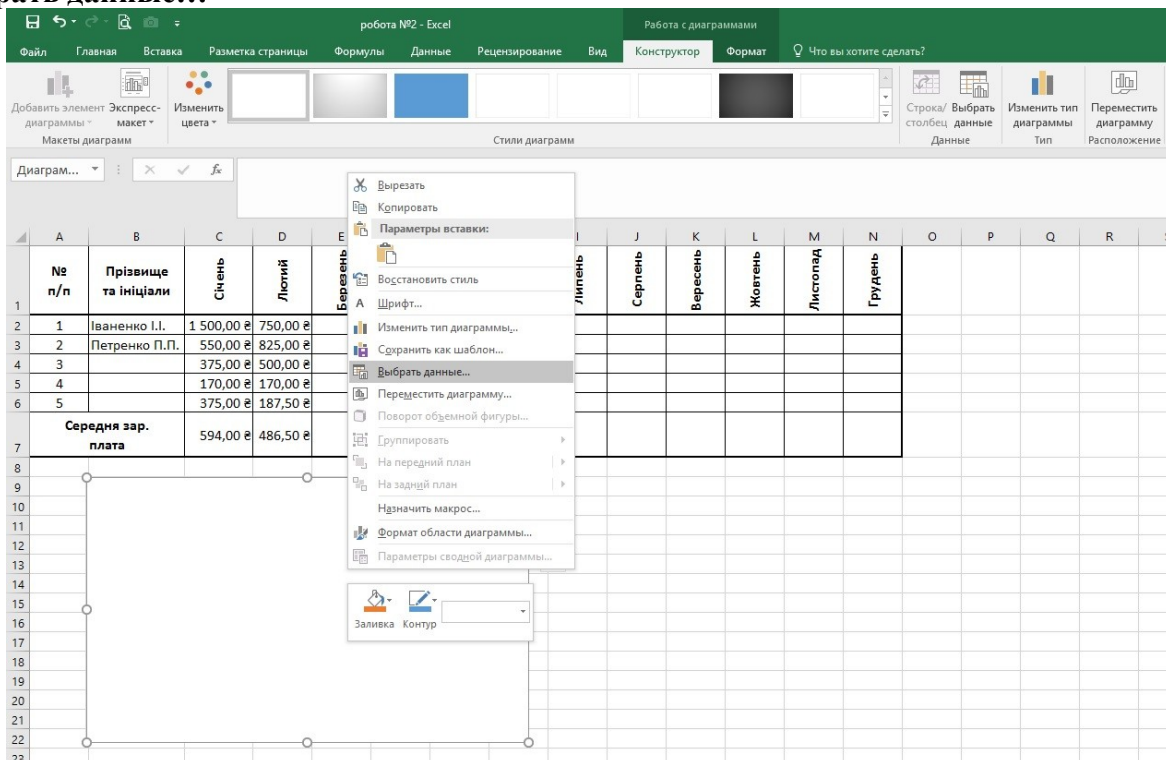 рать данные…
робота №2 - Excel
Работа с диаграммами
Файл Главная Вставка Разметка страницы Формулы Данные Рецензирование Вид Конструктор Формат Что вы хотите сделать?
Добавить элемент диаграммы
Экспресс-макет
Изменить цвета
Строка/столбец
Выбрать данные
Изменить тип диаграммы
Переместить диаграмму
Макеты диаграмм Стили диаграмм Данные Тип Расположение
Диаграм... fx
A B C D E I J K L M N O P Q R
1 № п/п Прізвище та ініціали Січень Лютий Березень Липень Серпень Вересень Жовтень Листопад Грудень
2 1 Іваненко І.І. 1 500,00 ₴ 750,00 ₴
3 2 Петренко П.П. 550,00 ₴ 825,00 ₴
4 3 375,00 ₴ 500,00 ₴
5 4 170,00 ₴ 170,00 ₴
6 5 375,00 ₴ 187,50 ₴
7 Середня зар. плата 594,00 ₴ 486,50 ₴
8
9
10
11
12
13
14
15
16
17
18
19
20
21
22
23
Вырезать
Копировать
Параметры вставки:
Восстановить стиль
A Шрифт...
Изменить тип диаграммы...
Сохранить как шаблон...
Выбрать данные...
Переместить диаграмму...
Поворот объемной фигуры...
Группировать
На передний план
На задний план
Назначить макрос...
Формат области диаграммы...
Параметры сводной диаграммы...
Заливка Контур